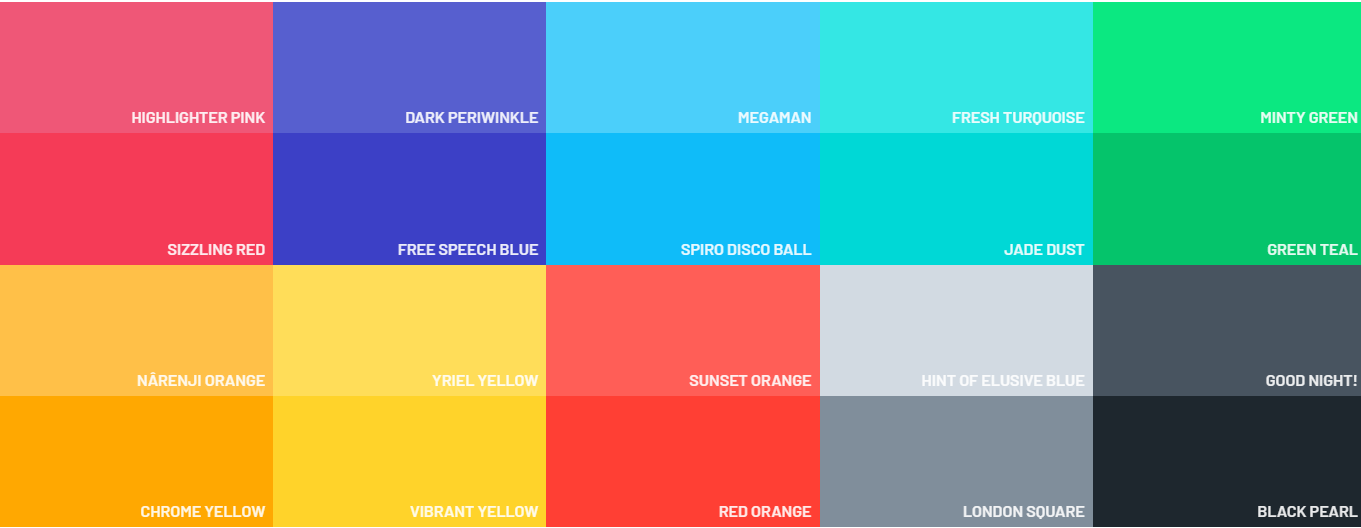 HIGHLIGHTER PINK
DARK PERIWINKLE
MEGAMAN
FRESH TURQUOISE
MINTY GREEN
SIZZLING RED
FREE SPEECH BLUE
SPIRO DISCO BALL
JADE DUST
GREEN TEAL
NÂRENJI ORANGE
YRIEL YELLOW
SUNSET ORANGE
HINT OF ELUSIVE BLUE
GOOD NIGHT!
CHROME YELLOW
VIBRANT YELLOW
RED ORANGE
LONDON SQUARE
BLACK PEARL